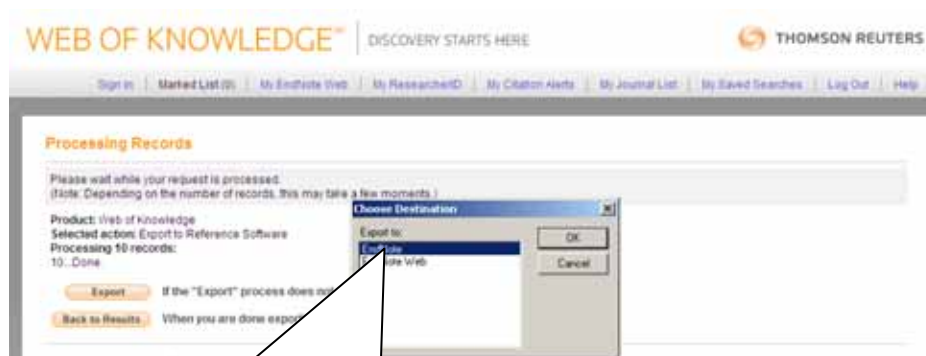 WEB OF KNOWLEDGE™ DISCOVERY STARTS HERE
THOMSON REUTERS
Sign In | Marked List (0) | My EndNote Web | My ResearcherID | My Citation Alerts | My Journal List | My Saved Searches | Log Out | Help
Processing Records
Please wait while your request is processed.
(Note: Depending on the number of records, this may take a few moments.)
Product: Web of Knowledge
Selected action: Export to Reference Software
Processing 10 records:
10...Done
Export If the "Export" process does not
Back to Results When you are done export
Choose Destination
Export to:
EndNote
EndNote Web
OK
Cancel